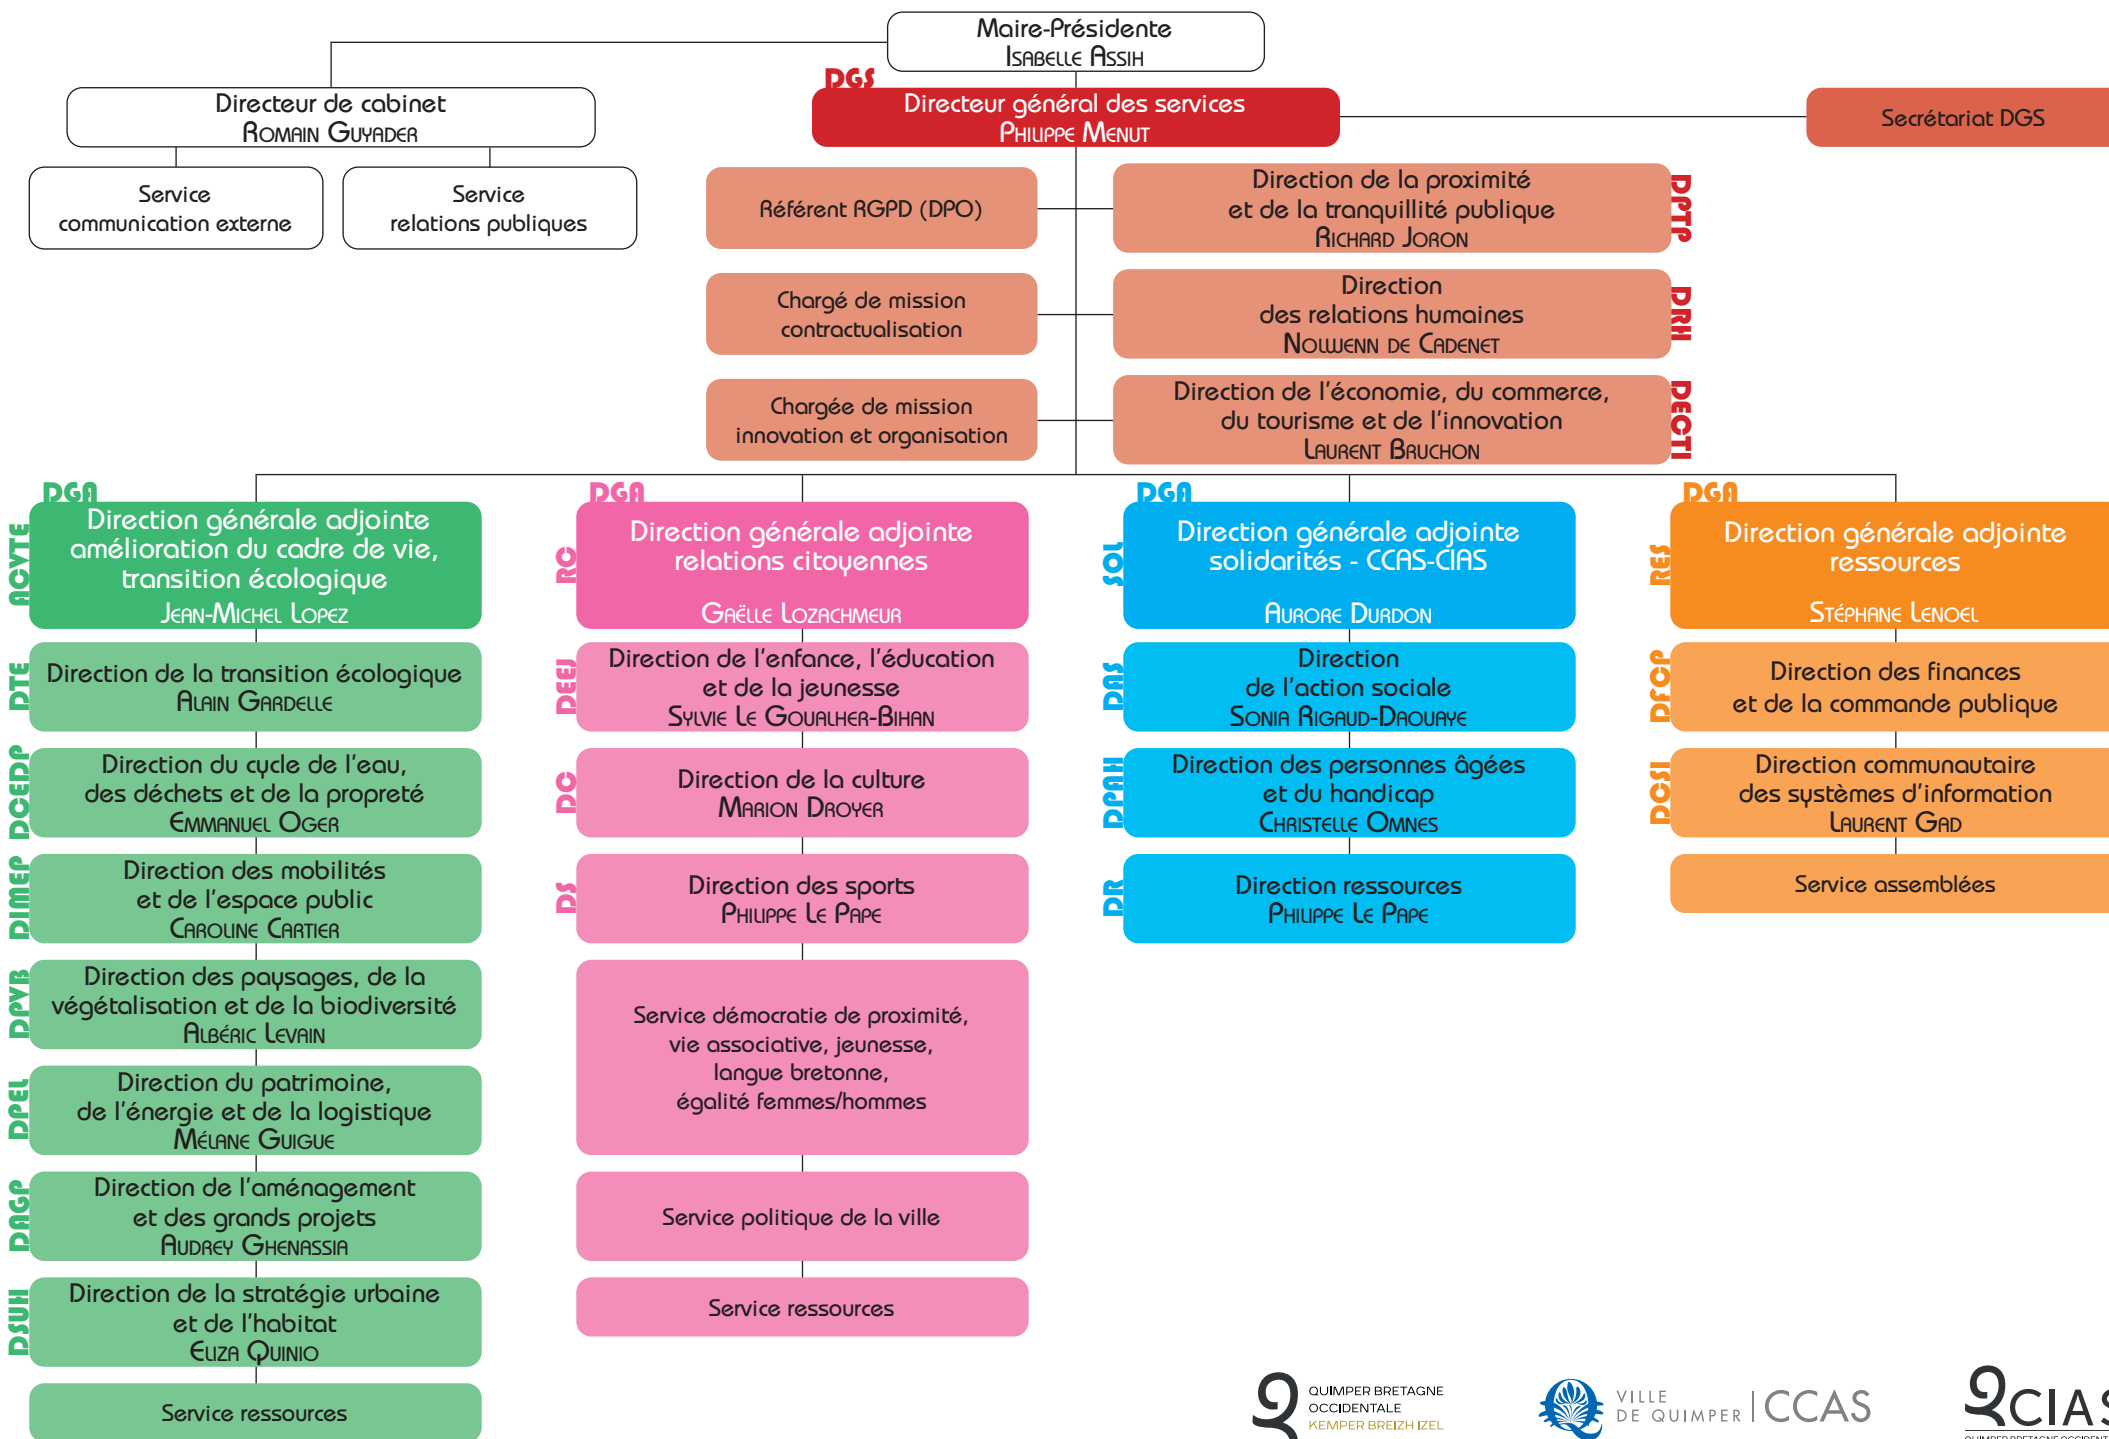 Maire-Présidente
Isabelle Assih
Directeur de cabinet
Romain Guyader
Service
communication externe
Service
relations publiques
DGS
Directeur général des services
Philippe Menut
Secrétariat DGS
Référent RGPD (DPO)
Direction de la proximité
et de la tranquillité publique
Richard Joron
DPTP
Chargé de mission
contractualisation
Direction
des relations humaines
Nolwenn de Cadenet
DRH
Chargée de mission
innovation et organisation
Direction de l'économie, du commerce,
du tourisme et de l'innovation
Laurent Bruchon
DECTI
DGA
ACVTE
Direction générale adjointe
amélioration du cadre de vie,
transition écologique
Jean-Michel Lopez
DTE
Direction de la transition écologique
Alain Gardelle
DCEDP
Direction du cycle de l'eau,
des déchets et de la propreté
Emmanuel Oger
DIMEP
Direction des mobilités
et de l'espace public
Caroline Cartier
DPVB
Direction des paysages, de la
végétalisation et de la biodiversité
Albéric Levain
DPEL
Direction du patrimoine,
de l'énergie et de la logistique
Mélane Guigue
DAGP
Direction de l'aménagement
et des grands projets
Audrey Ghenassia
DSUH
Direction de la stratégie urbaine
et de l'habitat
Eliza Quinio
Service ressources
DGA
RC
Direction générale adjointe
relations citoyennes
Gaëlle Lozachmeur
DEEJ
Direction de l'enfance, l'éducation
et de la jeunesse
Sylvie Le Goualher-Bihan
DC
Direction de la culture
Marion Droyer
DS
Direction des sports
Philippe Le Pape
Service démocratie de proximité,
vie associative, jeunesse,
langue bretonne,
égalité femmes/hommes
Service politique de la ville
Service ressources
DGA
SOL
Direction générale adjointe
solidarités - CCAS-CIAS
Aurore Durdon
DAS
Direction
de l'action sociale
Sonia Rigaud-Daouaye
DPAH
Direction des personnes âgées
et du handicap
Christelle Omnes
DR
Direction ressources
Philippe Le Pape
DGA
RES
Direction générale adjointe
ressources
Stéphane Lenoel
DFCP
Direction des finances
et de la commande publique
DCSI
Direction communautaire
des systèmes d'information
Laurent Gad
Service assemblées
QUIMPER BRETAGNE
OCCIDENTALE
KEMPER BREIZH IZEL
VILLE
DE QUIMPER | CCAS
CIAS